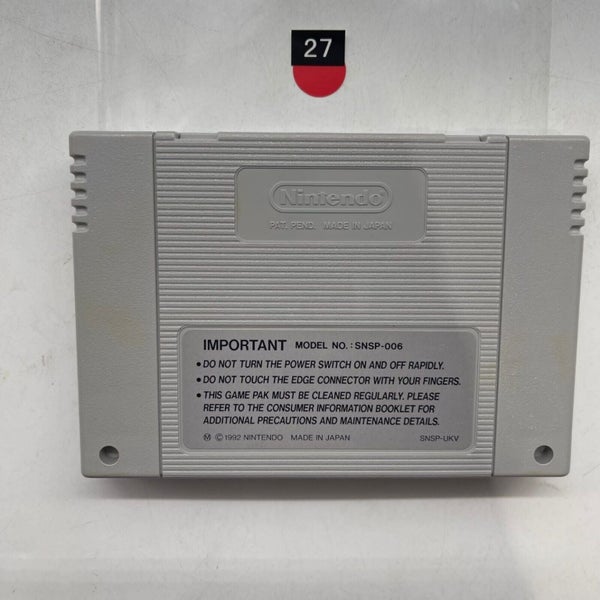 27
Nintendo
PAT. PEND. MADE IN JAPAN
IMPORTANT MODEL NO. : SNSP-006
• DO NOT TURN THE POWER SWITCH ON AND OFF RAPIDLY.
• DO NOT TOUCH THE EDGE CONNECTOR WITH YOUR FINGERS.
• THIS GAME PAK MUST BE CLEANED REGULARLY. PLEASE
REFER TO THE CONSUMER INFORMATION BOOKLET FOR
ADDITIONAL PRECAUTIONS AND MAINTENANCE DETAILS.
Ⓜ © 1992 NINTENDO MADE IN JAPAN SNSP-UKV